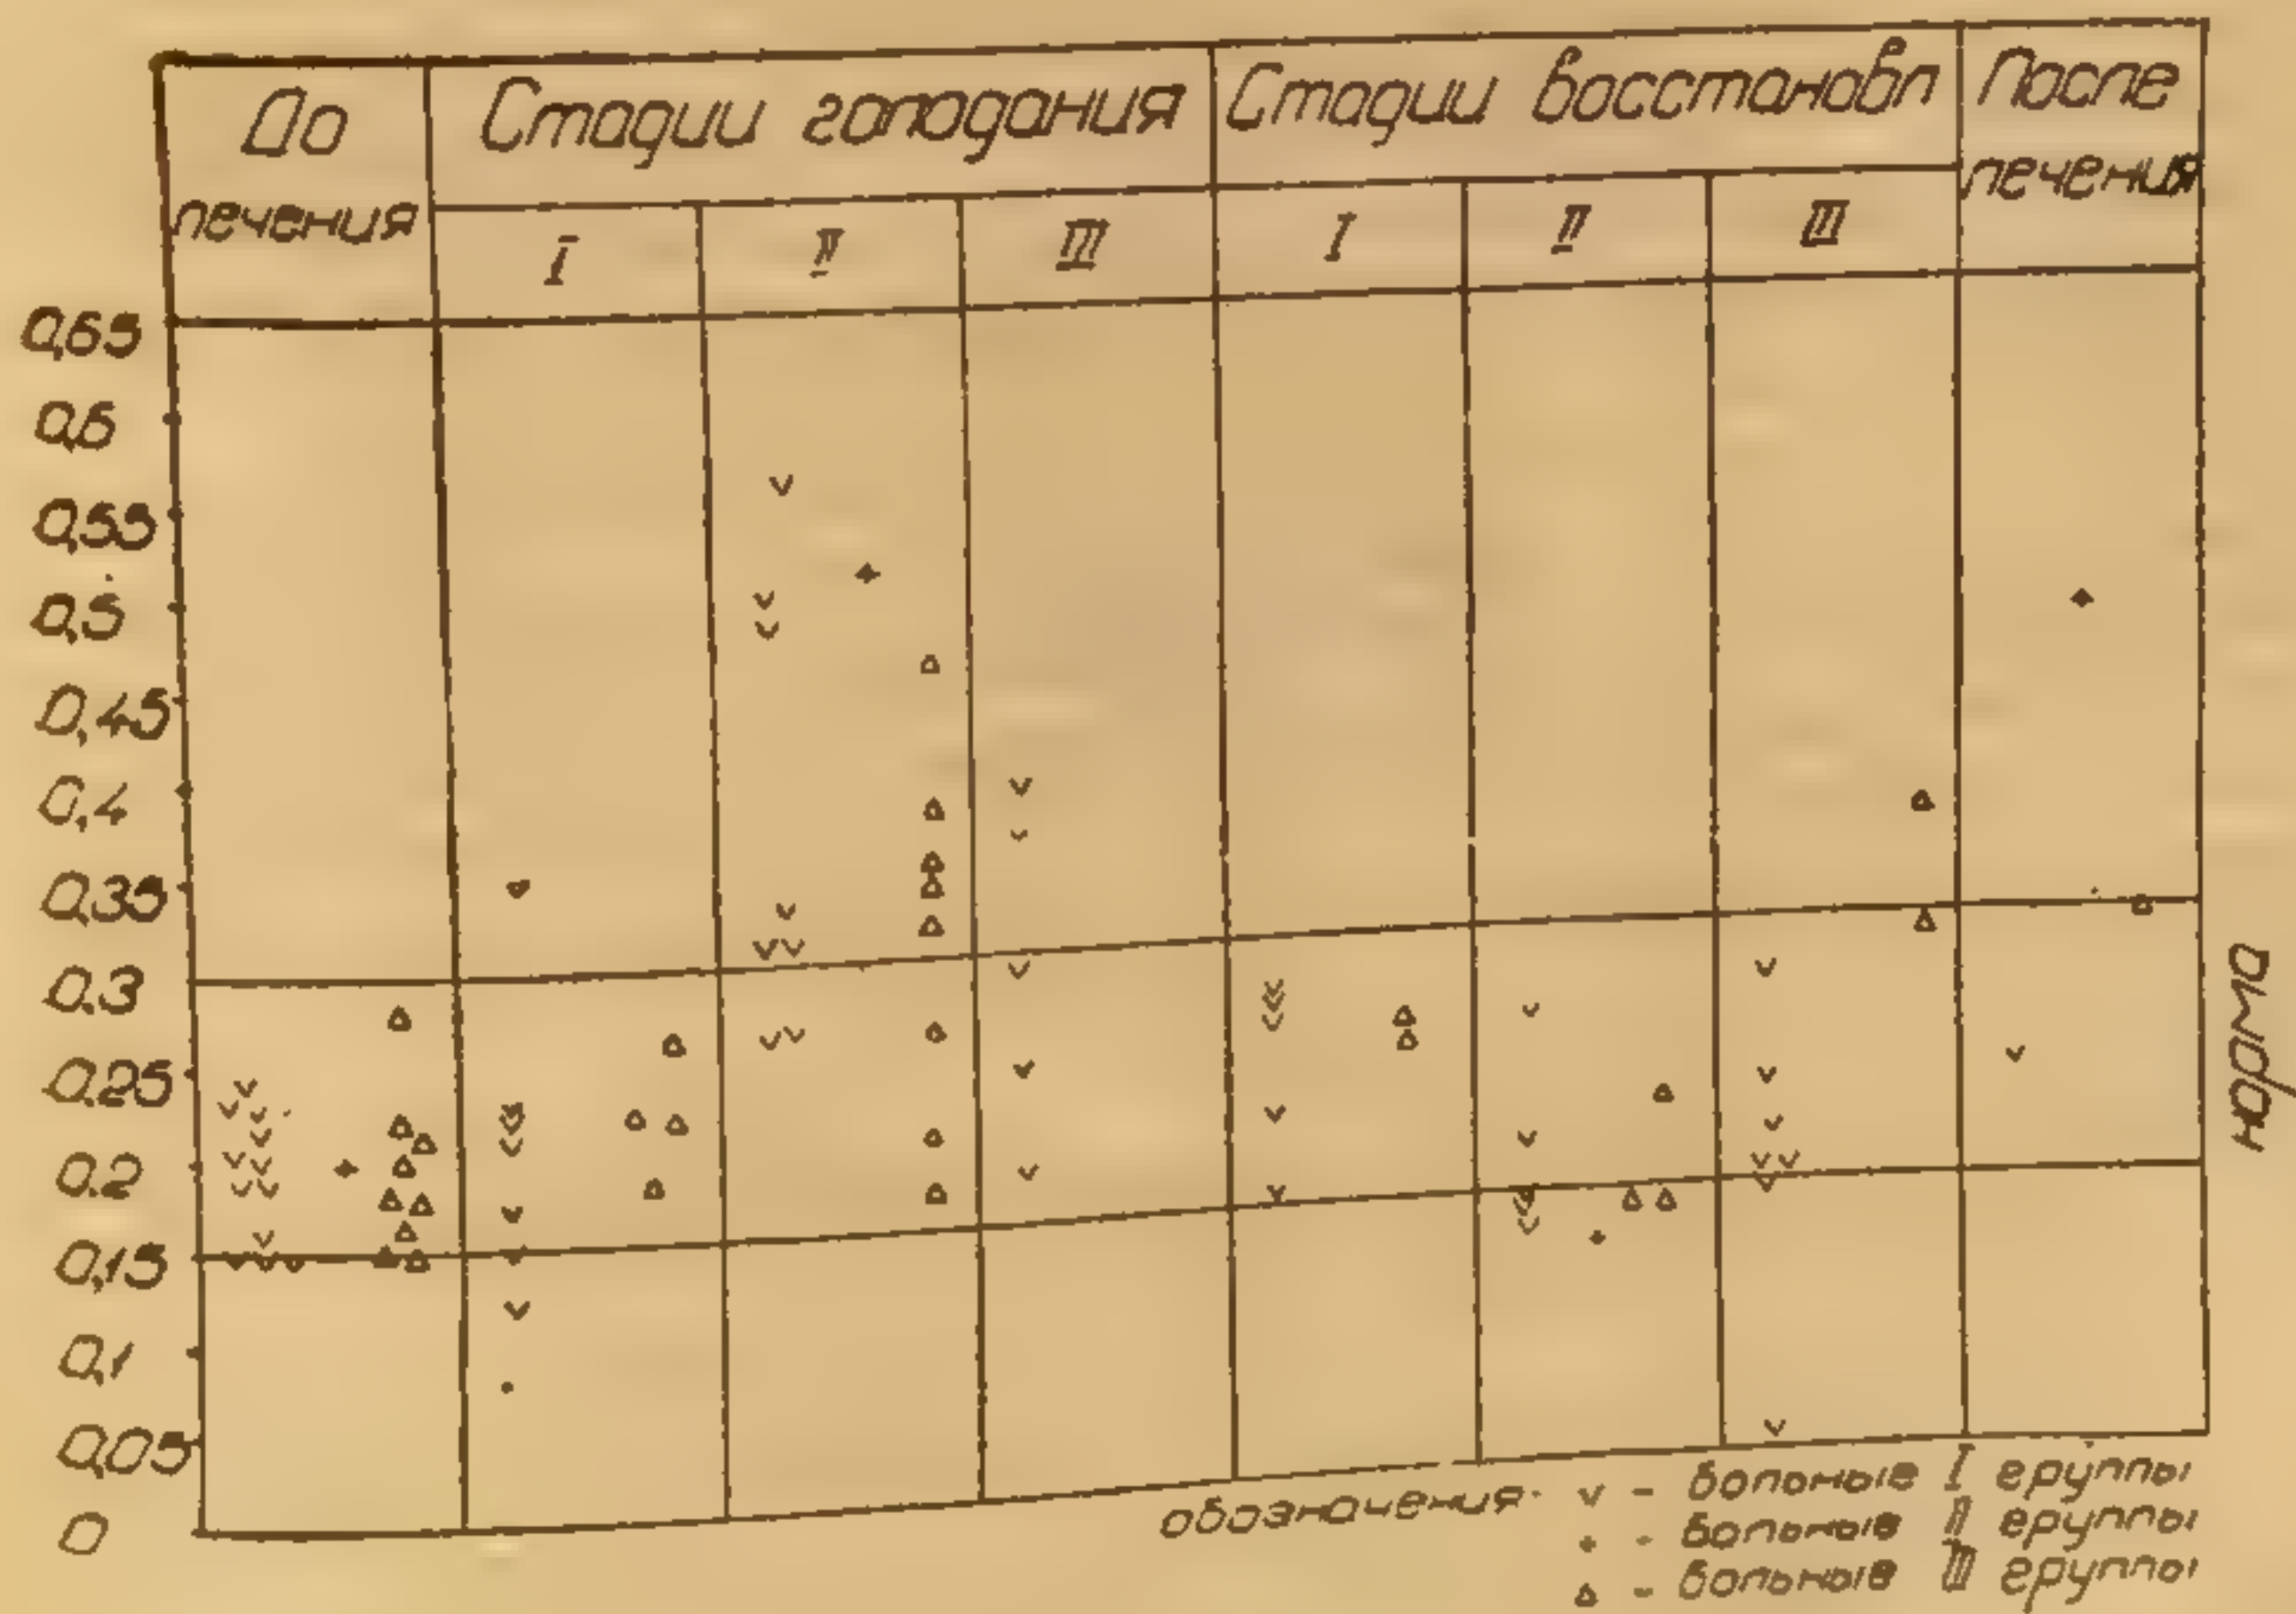 До лечения
Стадии голодания
Стадии восстановл
После лечения
I II III I II III
0,65
0,6
0,55
0,5
0,45
0,4
0,35
0.3
0.25
0.2
0,15
0,1
0,05
0
норма
обозначения
v - больные I группы
- больные II группы
Δ - больные III группы